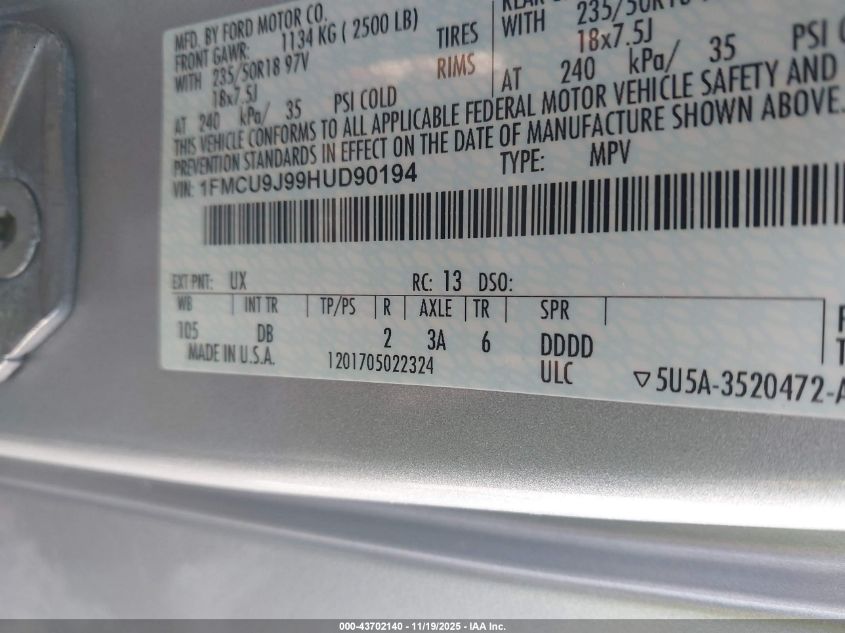 MFD. BY FORD MOTOR CO.
FRONT GAWR: 1134 KG ( 2500 LB)
WITH 235/50R18 97V TIRES
18x7.5J RIMS
AT 240 kPa/ 35 PSI COLD
WITH 235/50R18
18x7.5J
AT 240 kPa/ 35 PSI
THIS VEHICLE CONFORMS TO ALL APPLICABLE FEDERAL MOTOR VEHICLE SAFETY AND
PREVENTION STANDARDS IN EFFECT ON THE DATE OF MANUFACTURE SHOWN ABOVE.
VIN: 1FMCU9J99HUD90194 TYPE: MPV
EXT PNT: UX RC: 13 DSO:
WB INT TR TP/PS R AXLE TR SPR
105 DB 2 3A 6 DDDD
MADE IN U.S.A. 1201705022324 ULC
▽5U5A-3520472-A
000-43702140 - 11/19/2025 - IAA Inc.